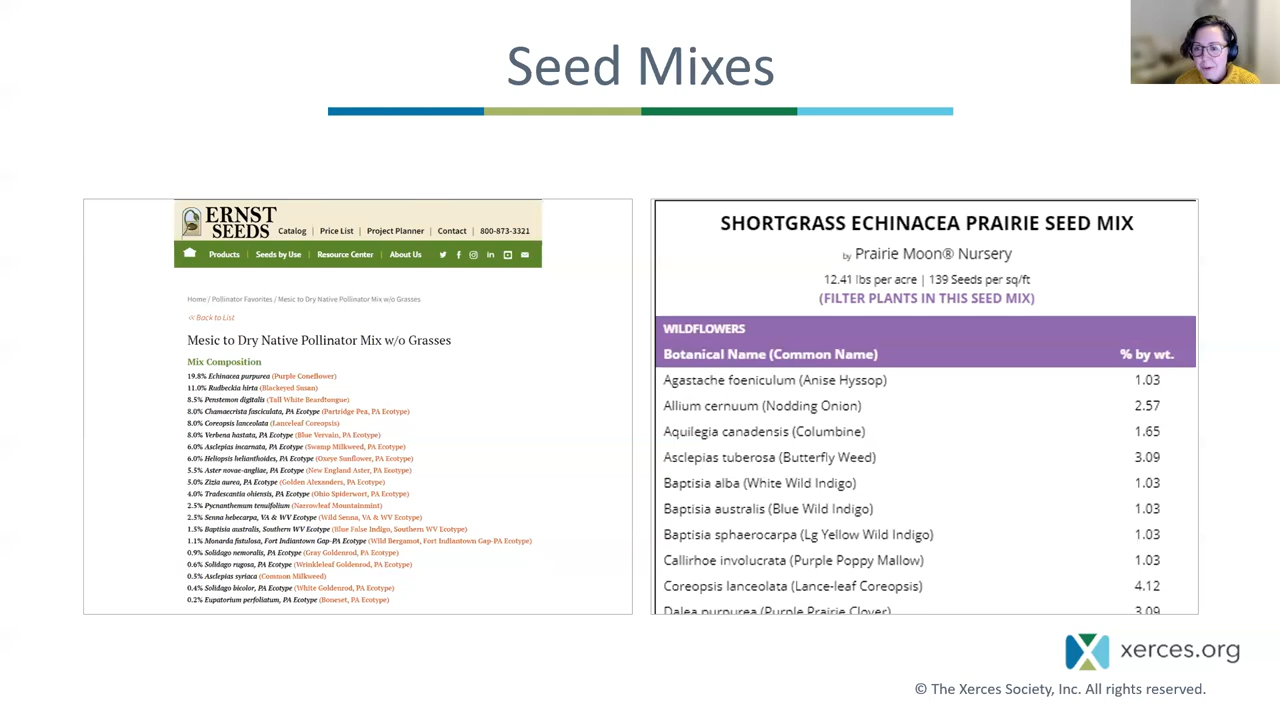 Seed Mixes
ERNST
SEEDS
Catalog | Price List | Project Planner | Contact | 800-873-3321
Products | Seeds by Use | Resource Center | About Us
Home / Pollinator Favorites / Mesic to Dry Native Pollinator Mix w/o Grasses
<< Back to List
Mesic to Dry Native Pollinator Mix w/o Grasses
Mix Composition
19.8% Echinacea purpurea (Purple Coneflower)
11.0% Rudbeckia hirta (Blackeyed Susan)
8.5% Penstemon digitalis (Tall White Beardtongue)
8.0% Chamaecrista fasciculata, PA Ecotype (Partridge Pea, PA Ecotype)
8.0% Coreopsis lanceolata (Lanceleaf Coreopsis)
8.0% Verbena hastata, PA Ecotype (Blue Vervain, PA Ecotype)
6.0% Asclepias incarnata, PA Ecotype (Swamp Milkweed, PA Ecotype)
6.0% Heliopsis helianthoides, PA Ecotype (Oxeye Sunflower, PA Ecotype)
5.5% Aster novae-angliae, PA Ecotype (New England Aster, PA Ecotype)
5.0% Zizia aurea, PA Ecotype (Golden Alexanders, PA Ecotype)
4.0% Tradescantia ohiensis, PA Ecotype (Ohio Spiderwort, PA Ecotype)
2.5% Pycnanthemum tenuifolium (Narrowleaf Mountainmint)
2.5% Senna hebecarpa, VA & WV Ecotype (Wild Senna, VA & WV Ecotype)
1.5% Baptisia australis, Southern WV Ecotype (Blue False Indigo, Southern WV Ecotype)
1.1% Monarda fistulosa, Fort Indiantown Gap-PA Ecotype (Wild Bergamot, Fort Indiantown Gap-PA Ecotype)
0.9% Solidago nemoralis, PA Ecotype (Gray Goldenrod, PA Ecotype)
0.6% Solidago rugosa, PA Ecotype (Wrinkleleaf Goldenrod, PA Ecotype)
0.5% Asclepias syriaca (Common Milkweed)
0.4% Solidago bicolor, PA Ecotype (White Goldenrod, PA Ecotype)
0.2% Eupatorium perfoliatum, PA Ecotype (Boneset, PA Ecotype)
SHORTGRASS ECHINACEA PRAIRIE SEED MIX
by Prairie Moon® Nursery
12.41 lbs per acre | 139 Seeds per sq/ft
(FILTER PLANTS IN THIS SEED MIX)
WILDFLOWERS
Botanical Name (Common Name) % by wt.
Agastache foeniculum (Anise Hyssop) 1.03
Allium cernuum (Nodding Onion) 2.57
Aquilegia canadensis (Columbine) 1.65
Asclepias tuberosa (Butterfly Weed) 3.09
Baptisia alba (White Wild Indigo) 1.03
Baptisia australis (Blue Wild Indigo) 1.03
Baptisia sphaerocarpa (Lg Yellow Wild Indigo) 1.03
Callirhoe involucrata (Purple Poppy Mallow) 1.03
Coreopsis lanceolata (Lance-leaf Coreopsis) 4.12
Dalea purpurea (Purple Prairie Clover) 3.09
xerces.org
© The Xerces Society, Inc. All rights reserved.